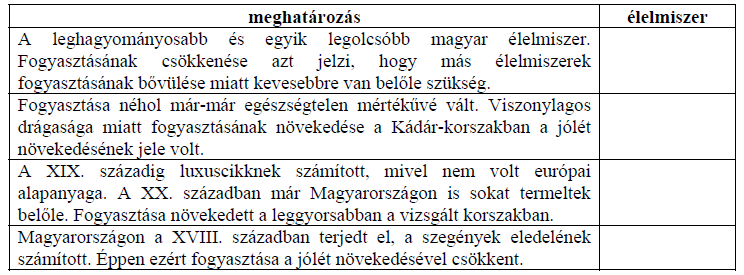 meghatározás élelmiszer
A leghagyományosabb és egyik legolcsóbb magyar élelmiszer.
Fogyasztásának csökkenése azt jelzi, hogy más élelmiszerek
fogyasztásának bővülése miatt kevesebbre van belőle szükség.
Fogyasztása néhol már-már egészségtelen mértékűvé vált. Viszonylagos
drágasága miatt fogyasztásának növekedése a Kádár-korszakban a jólét
növekedésének jele volt.
A XIX. századig luxuscikknek számított, mivel nem volt európai
alapanyaga. A XX. században már Magyarországon is sokat termeltek
belőle. Fogyasztása növekedett a leggyorsabban a vizsgált korszakban.
Magyarországon a XVIII. században terjedt el, a szegények eledelének
számított. Éppen ezért fogyasztása a jólét növekedésével csökkent.